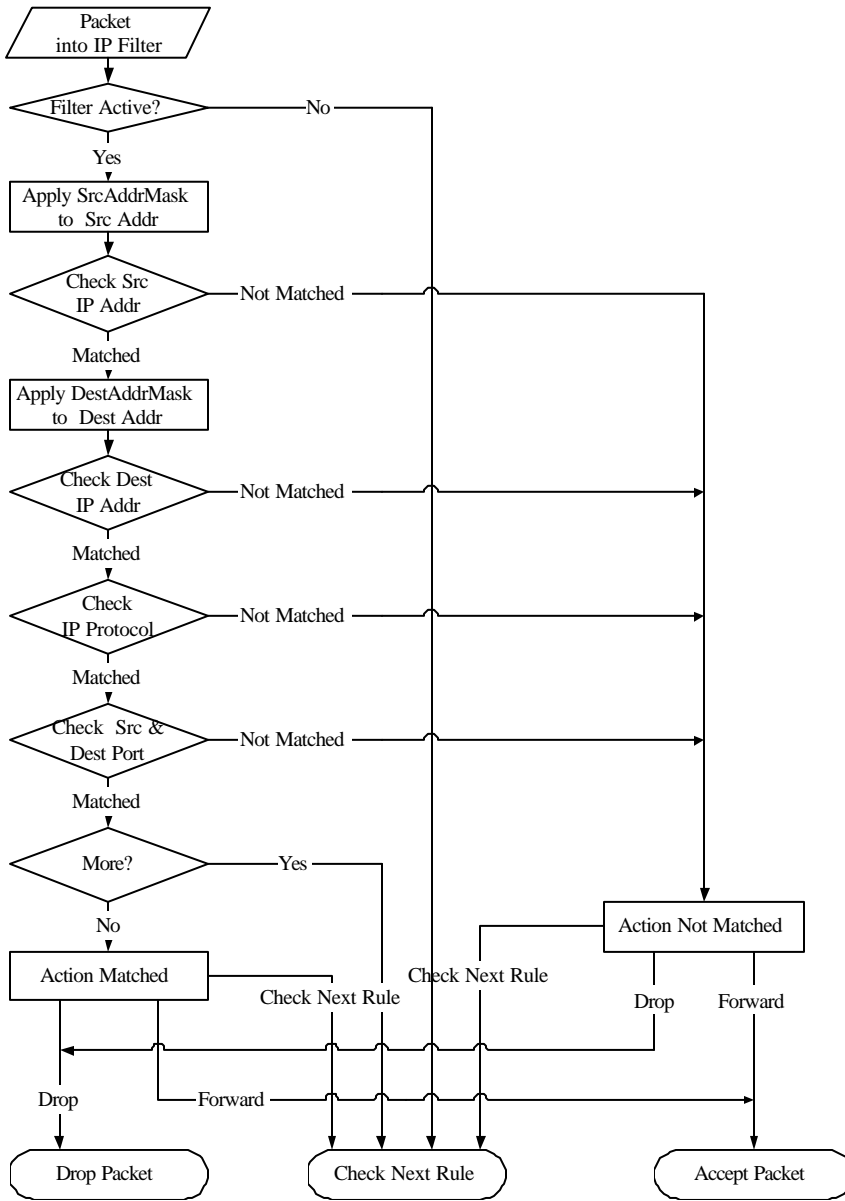 Packet
into IP Filter
Filter Active?
No
Yes
Apply SrcAddrMask
to Src Addr
Check Src
IP Addr
Not Matched
Matched
Apply DestAddrMask
to Dest Addr
Check Dest
IP Addr
Not Matched
Matched
Check
IP Protocol
Not Matched
Matched
Check Src &
Dest Port
Not Matched
Matched
More?
Yes
No
Action Not Matched
Action Matched
Check Next Rule
Check Next Rule
Drop
Forward
Drop
Forward
Drop Packet
Check Next Rule
Accept Packet